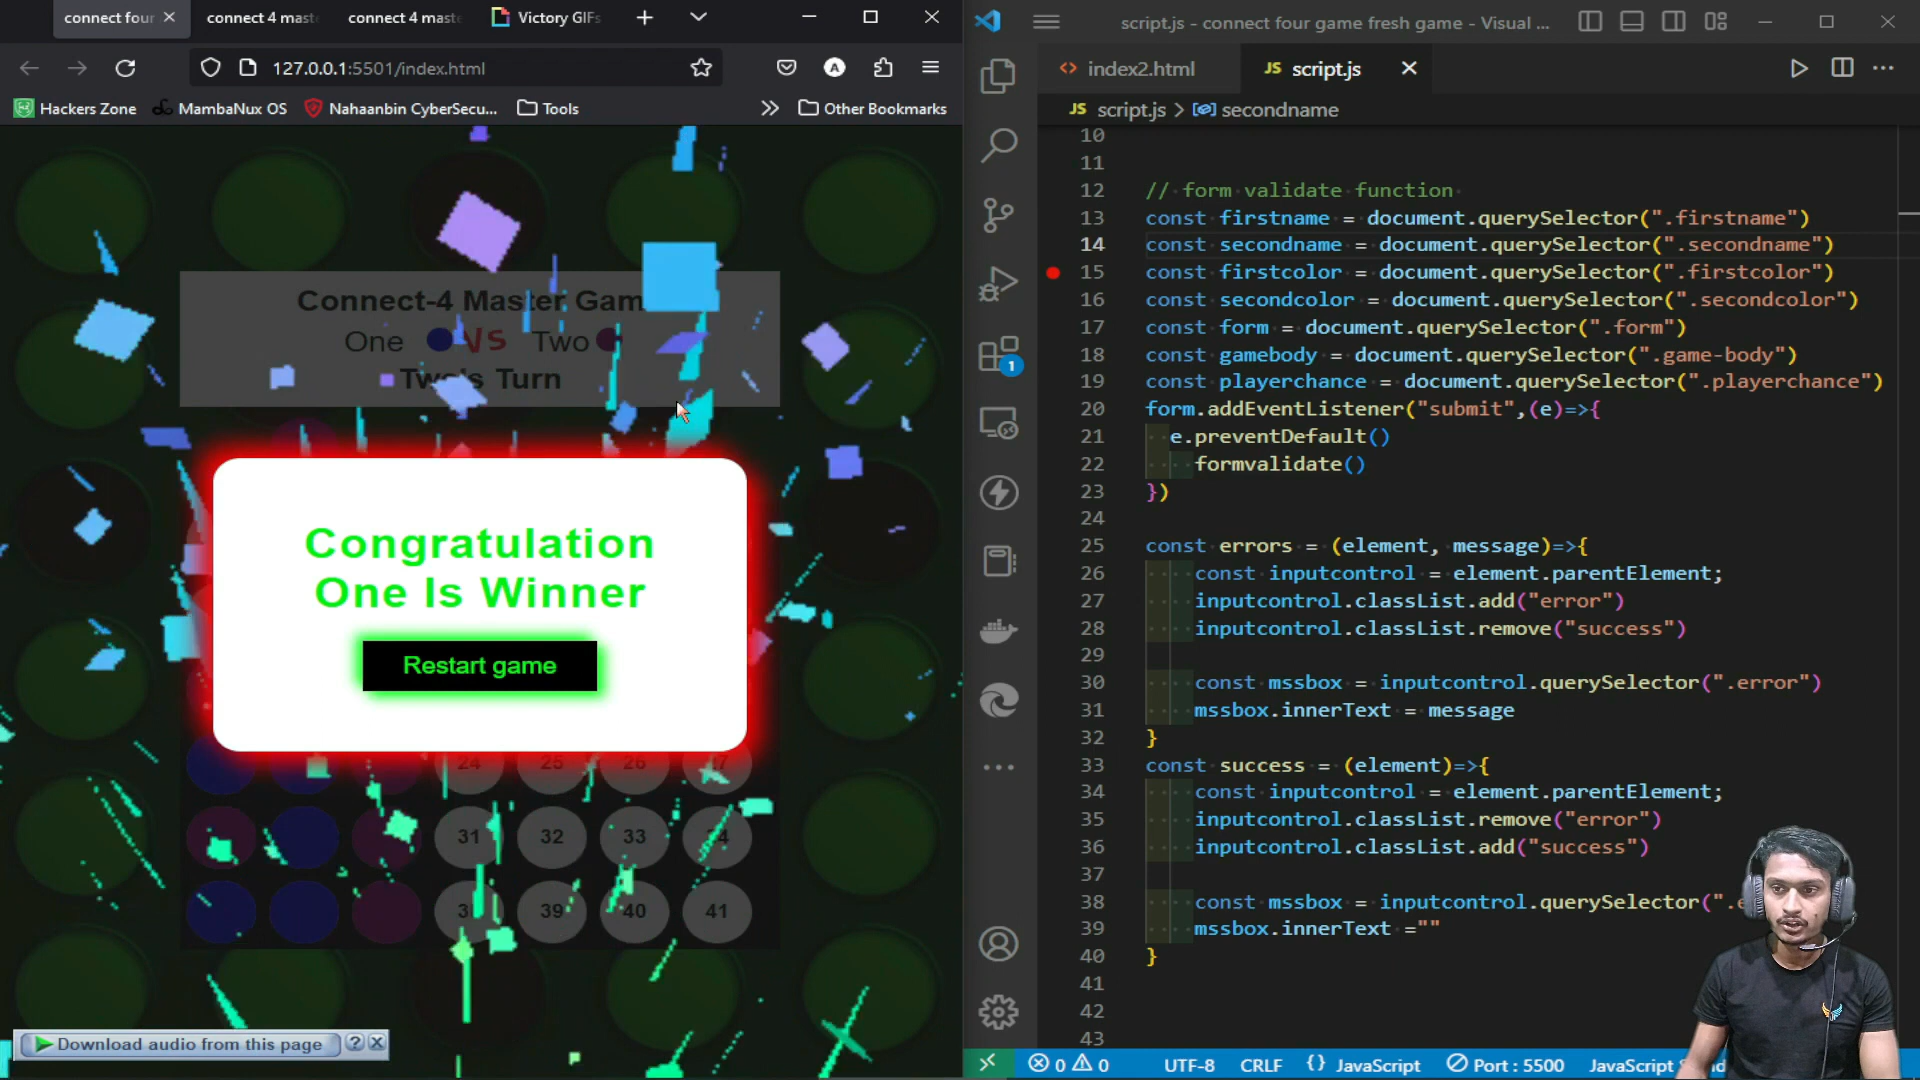 connect four
connect 4 mast
connect 4 mast
Victory GIFs
127.0.0.1:5501/index.html
A
Hackers Zone
MambaNux OS
Nahaanbin CyberSecu...
Tools
Other Bookmarks
Connect-4 Master Gam
One VS Two
Two's Turn
Congratulation
One Is Winner
Restart game
24 25 26 27
31 32 33 34
39 40 41
Download audio from this page
script.js - connect four game fresh game - Visual ...
index2.html
JS script.js
JS script.js > secondname
10
11
12 // form validate function
13 const firstname = document.querySelector(".firstname")
14 const secondname = document.querySelector(".secondname")
15 const firstcolor = document.querySelector(".firstcolor")
16 const secondcolor = document.querySelector(".secondcolor")
17 const form = document.querySelector(".form")
18 const gamebody = document.querySelector(".game-body")
19 const playerchance = document.querySelector(".playerchance")
20 form.addEventListener("submit",(e)=>{
21 e.preventDefault()
22 formvalidate()
23 })
24
25 const errors = (element, message)=>{
26 const inputcontrol = element.parentElement;
27 inputcontrol.classList.add("error")
28 inputcontrol.classList.remove("success")
29
30 const mssbox = inputcontrol.querySelector(".error")
31 mssbox.innerText = message
32 }
33 const success = (element)=>{
34 const inputcontrol = element.parentElement;
35 inputcontrol.classList.remove("error")
36 inputcontrol.classList.add("success")
37
38 const mssbox = inputcontrol.querySelector(".
39 mssbox.innerText =""
40 }
41
42
43
1
0 0 UTF-8 CRLF {} JavaScript Port : 5500 JavaScript